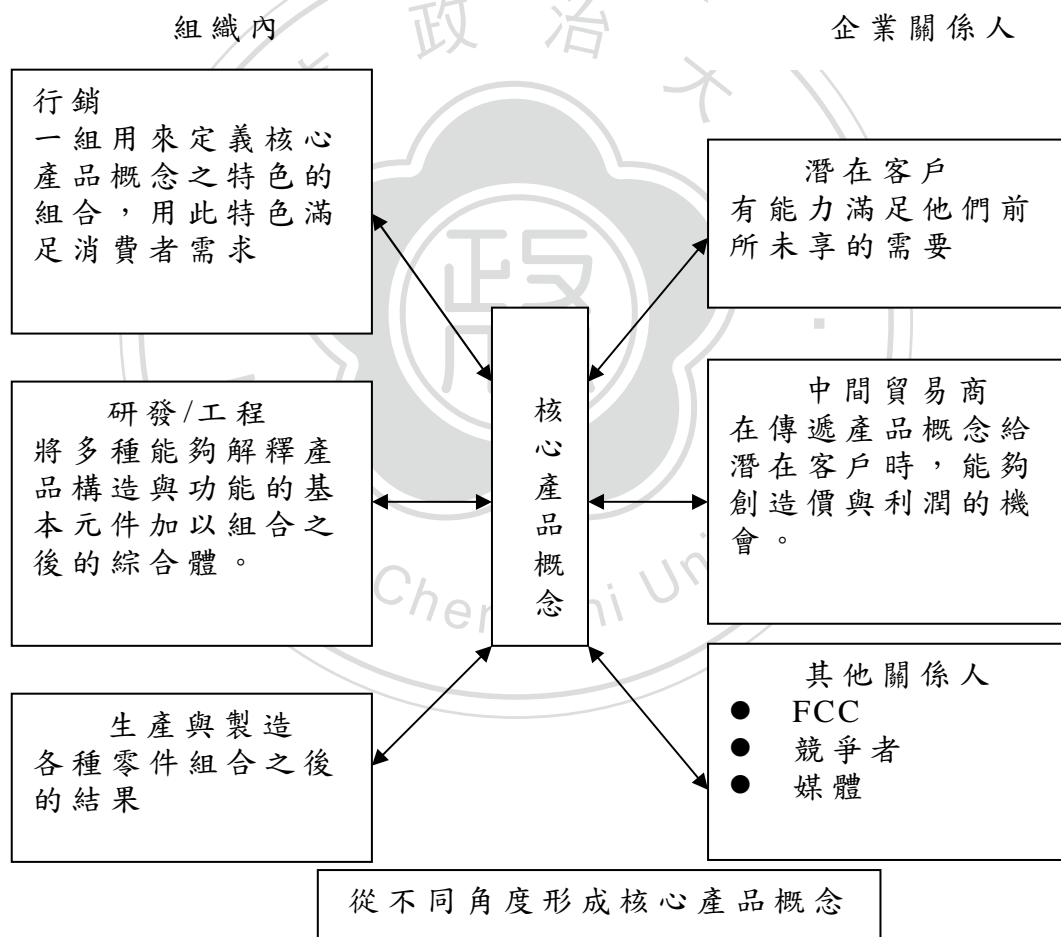 組織內
企業關係人
行銷
一組用來定義核心
產品概念之特色的
組合，用此特色滿
足消費者需求
研發/工程
將多種能夠解釋產
品構造與功能的基
本元件加以組合之
後的綜合體。
生產與製造
各種零件組合之後
的結果
核
心
產
品
概
念
潛在客戶
有能力滿足他們前
所未享的需要
中間貿易商
在傳遞產品概念給
潛在客戶時，能夠
創造價與利潤的機
會。
其他關係人
● FCC
● 競爭者
● 媒體
從不同角度形成核心產品概念